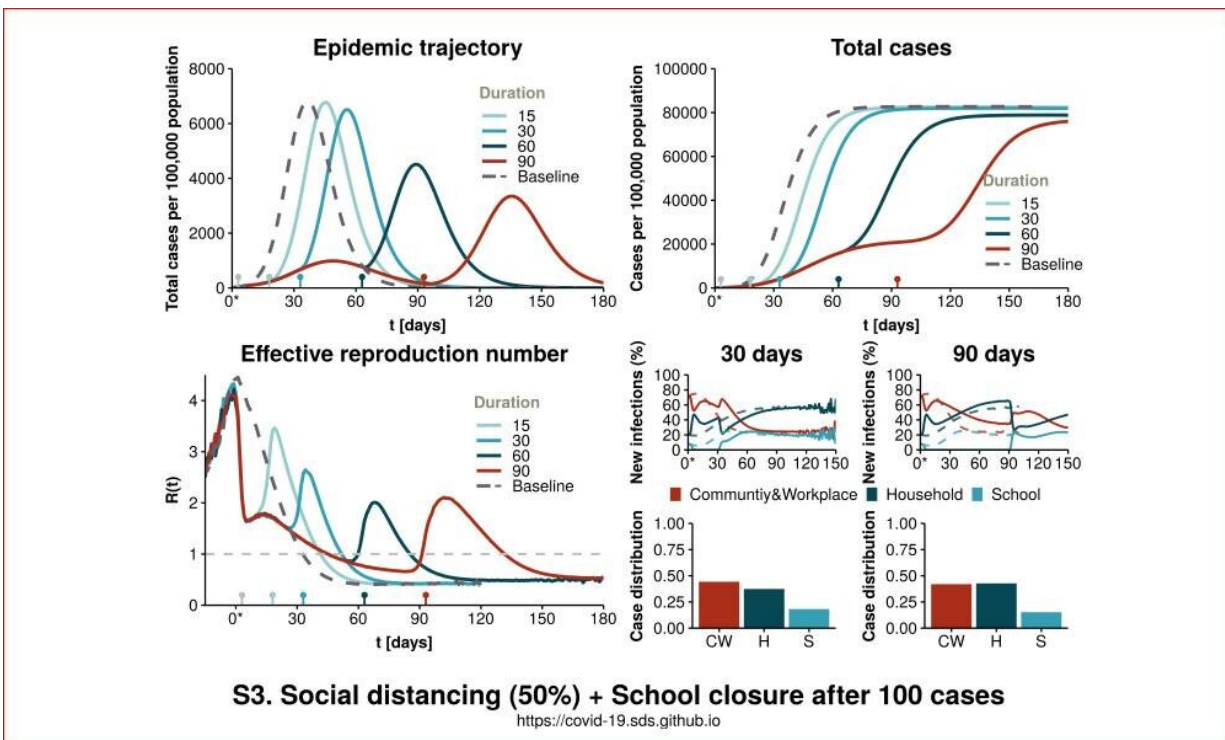 Epidemic trajectory
Total cases per 100,000 population
8000
6000
4000
2000
0
Duration
15
30
60
90
Baseline
0* 30 60 90 120 150 180
t [days]
Total cases
Cases per 100,000 population
100000
80000
60000
40000
20000
0
Duration
15
30
60
90
Baseline
0* 30 60 90 120 150 180
t [days]
Effective reproduction number
R(t)
4
3
2
1
0
Duration
15
30
60
90
Baseline
0* 30 60 90 120 150 180
t [days]
30 days
New infections (%)
100
80
60
40
20
0
0* 30 60 90 120 150
90 days
New infections (%)
100
80
60
40
20
0
0* 30 60 90 120 150
Communtiy&Workplace Household School
Case distribution
1.00
0.75
0.50
0.25
0.00
CW H S
Case distribution
1.00
0.75
0.50
0.25
0.00
CW H S
S3. Social distancing (50%) + School closure after 100 cases
https://covid-19.sds.github.io